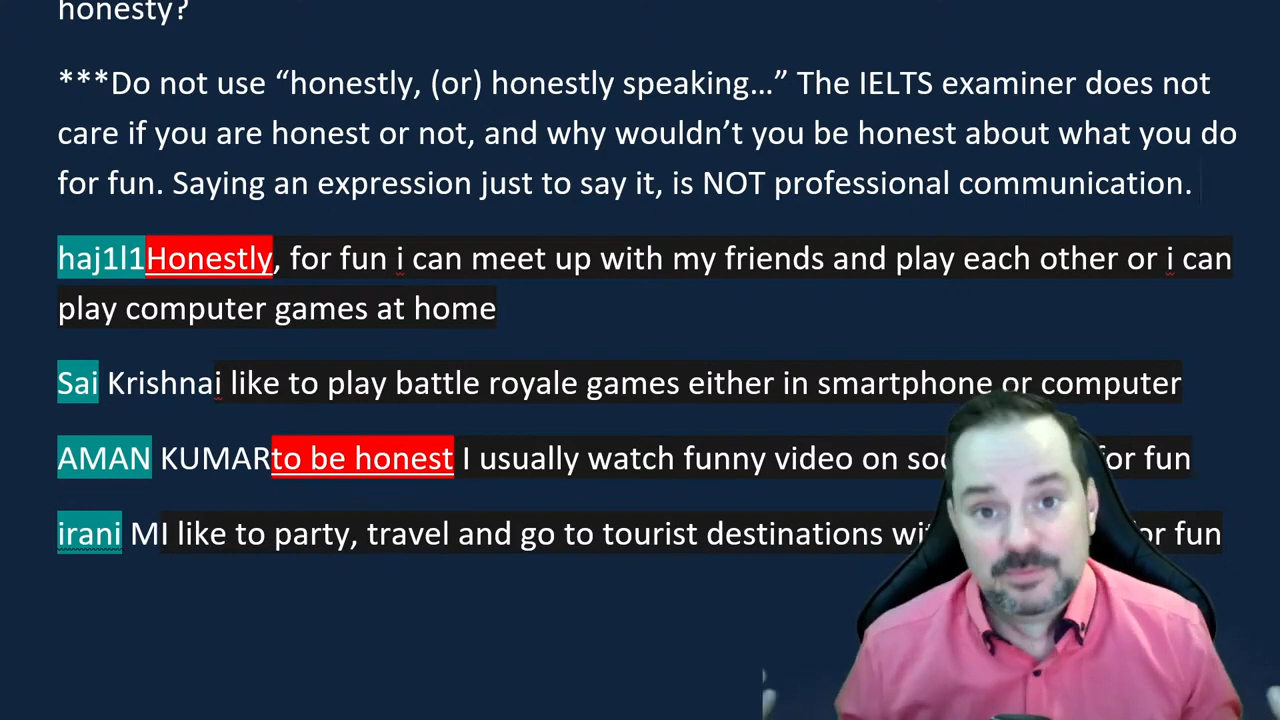 honesty?
***Do not use “honestly, (or) honestly speaking…” The IELTS examiner does not
care if you are honest or not, and why wouldn’t you be honest about what you do
for fun. Saying an expression just to say it, is NOT professional communication.
haj1l1Honestly, for fun i can meet up with my friends and play each other or i can
play computer games at home
Sai Krishnai like to play battle royale games either in smartphone or computer
AMAN KUMARto be honest I usually watch funny video on for fun
irani MI like to party, travel and go to tourist destinations for fun